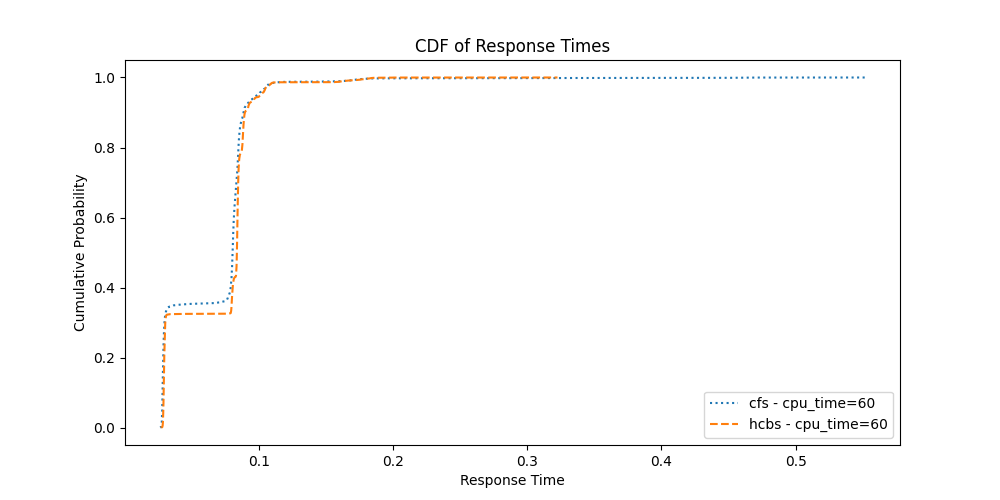 CDF of Response Times
Cumulative Probability
1.0
0.8
0.6
0.4
0.2
0.0
0.1
0.2
0.3
0.4
0.5
Response Time
cfs - cpu_time=60
hcbs - cpu_time=60